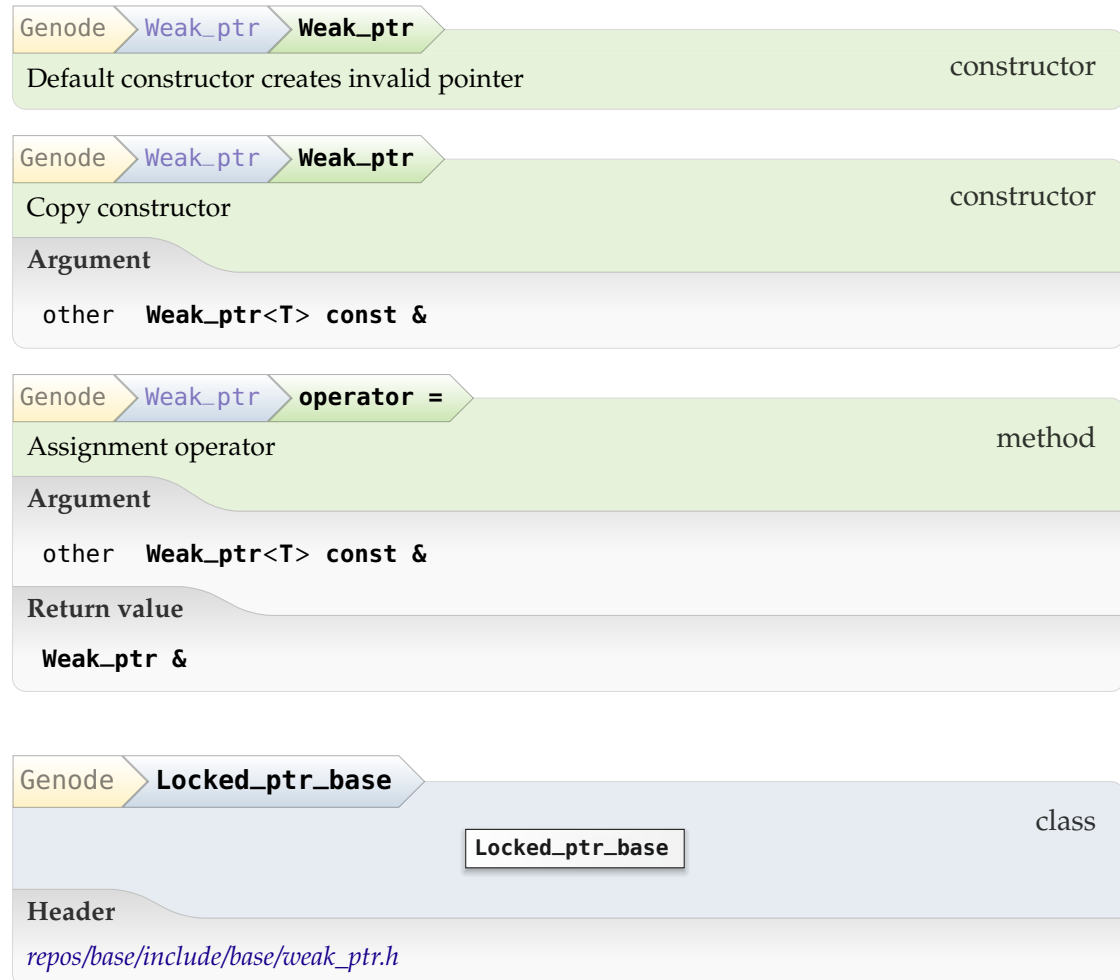 Genode Weak_ptr Weak_ptr
constructor
Default constructor creates invalid pointer
Genode Weak_ptr Weak_ptr
constructor
Copy constructor
Argument
other Weak_ptr<T> const &
Genode Weak_ptr operator =
method
Assignment operator
Argument
other Weak_ptr<T> const &
Return value
Weak_ptr &
Genode Locked_ptr_base
class
Locked_ptr_base
Header
repos/base/include/base/weak_ptr.h